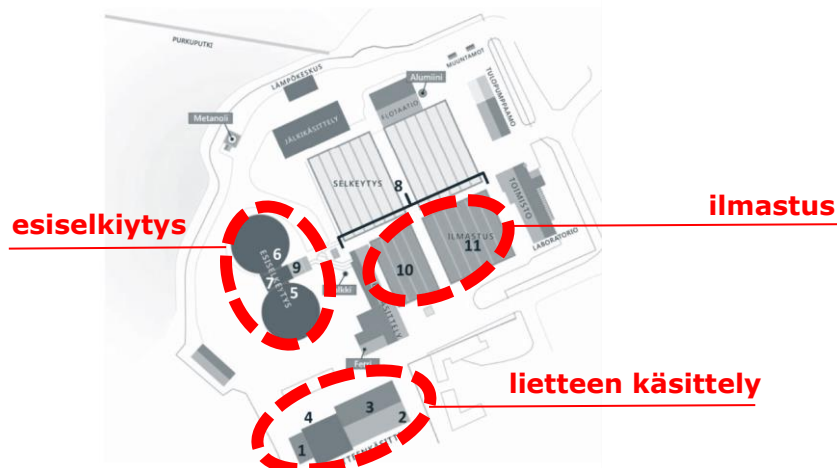 PURKUPUTKI
LÄMPÖKESKUS
MUUNTAMOT
Alumiini
TULOPUMPPAAMO
Metanoli
FLOTAATIO
JÄLKIKÄSITTELY
SELKEYTYS
8
TOIMISTO
esiselkiytys
ilmastus
ILMASTUS
11
LABORATORIO
6
9
ESISELKEYTYS
10
7
5
Ferri
lietteen käsittely
4
3
2
1